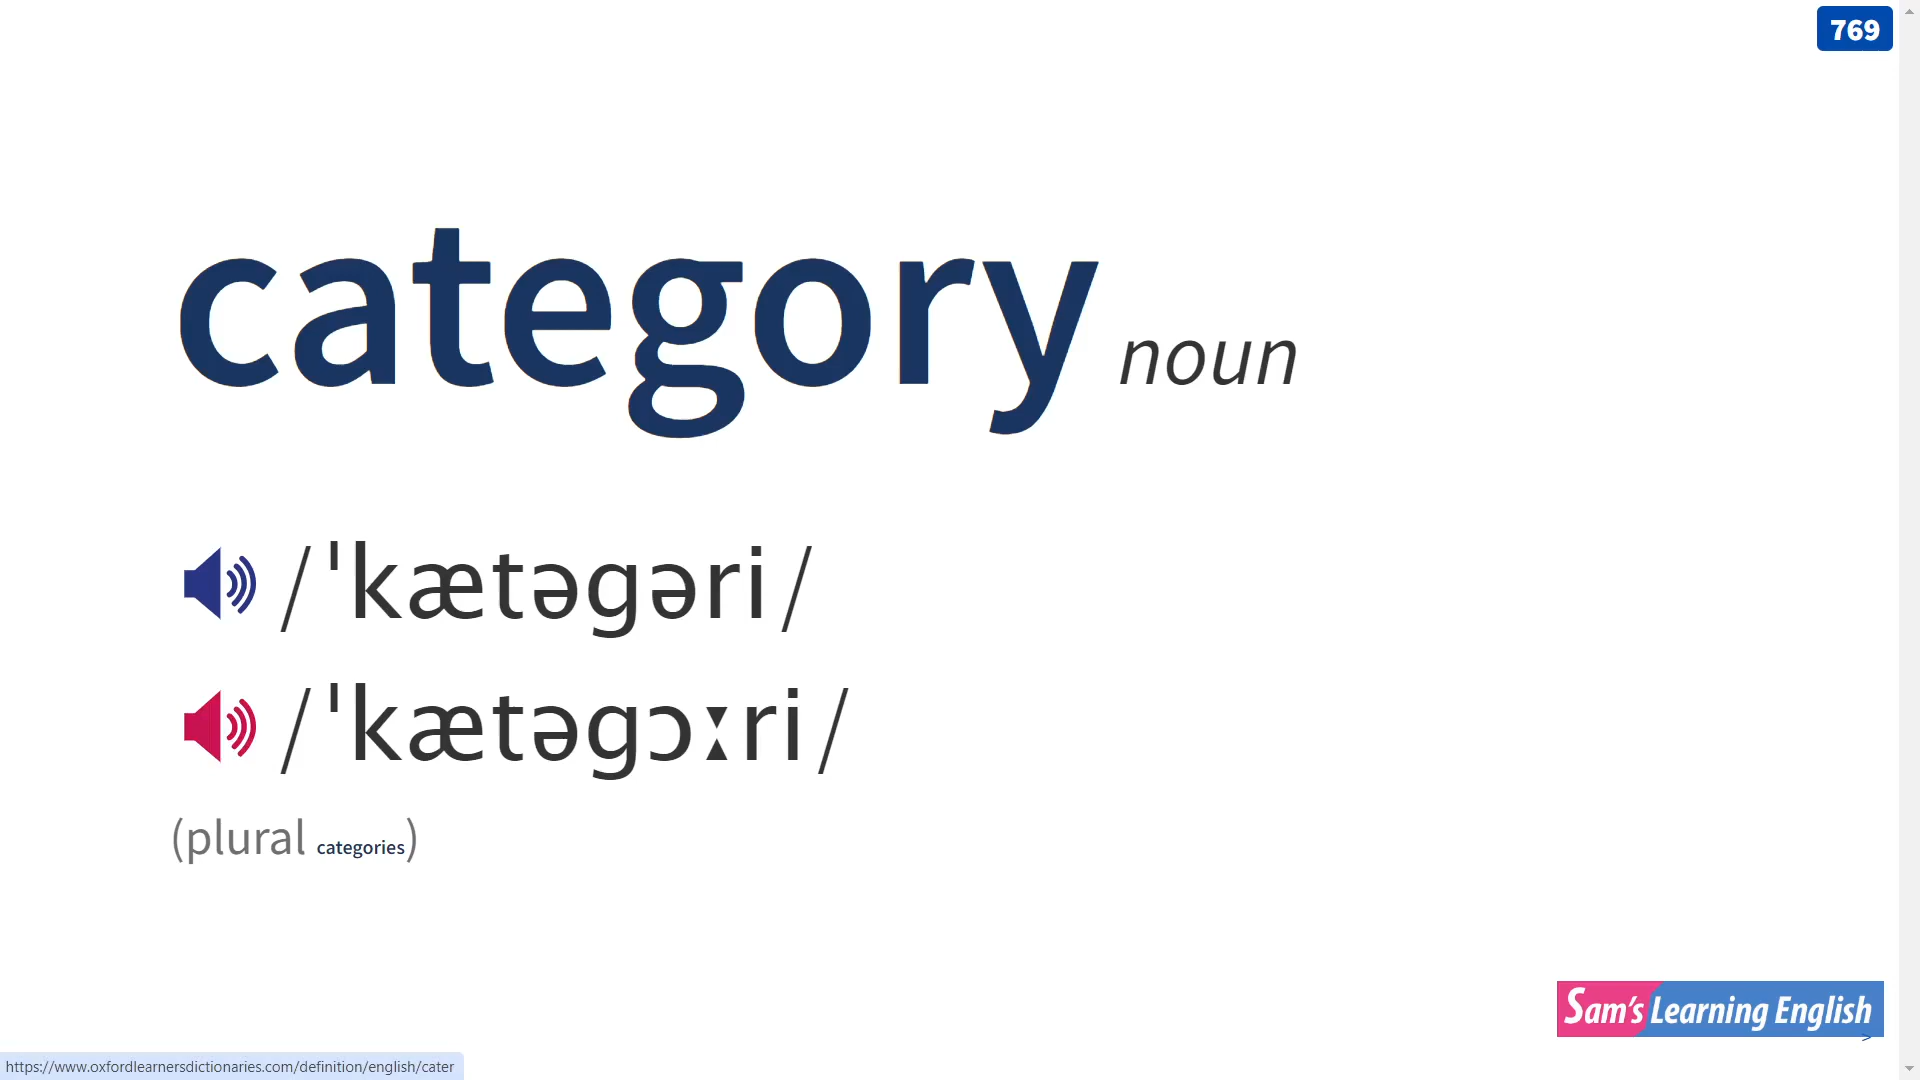 769
category noun
/ˈkætəɡəri/
/ˈkætəɡɔːri/
(plural categories)
Sam's Learning English
>
https://www.oxfordlearnersdictionaries.com/definition/english/cater